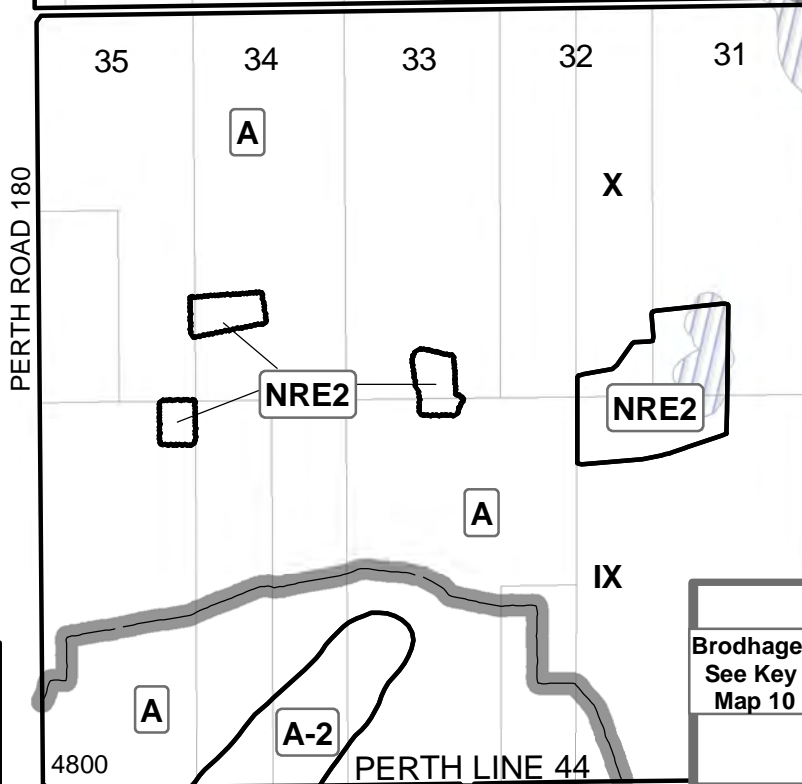 35 34 33 32 31
A
X
PERTH ROAD 180
NRE2
NRE2
A
IX
Brodhage
See Key
Map 10
A
A-2
4800
PERTH LINE 44